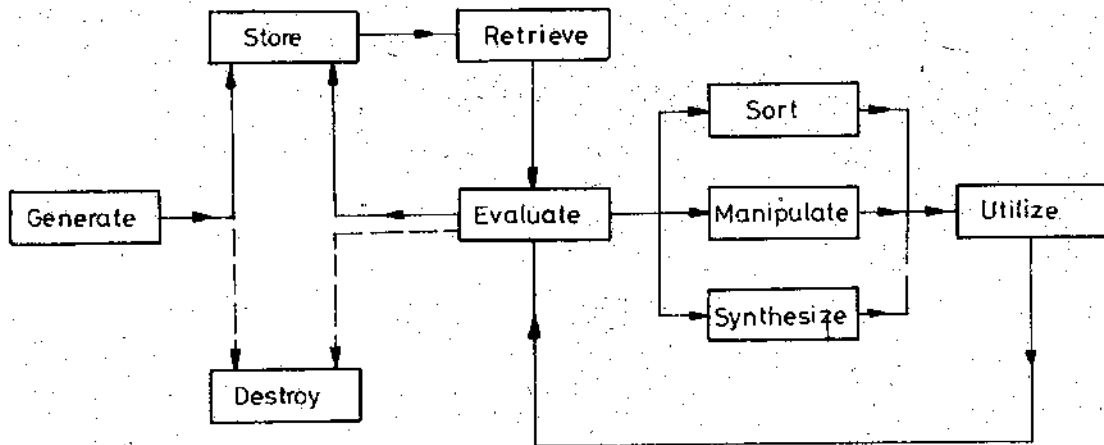 Store
Retrieve
Sort
Generate
Evaluate
Manipulate
Utilize
Synthesize
Destroy